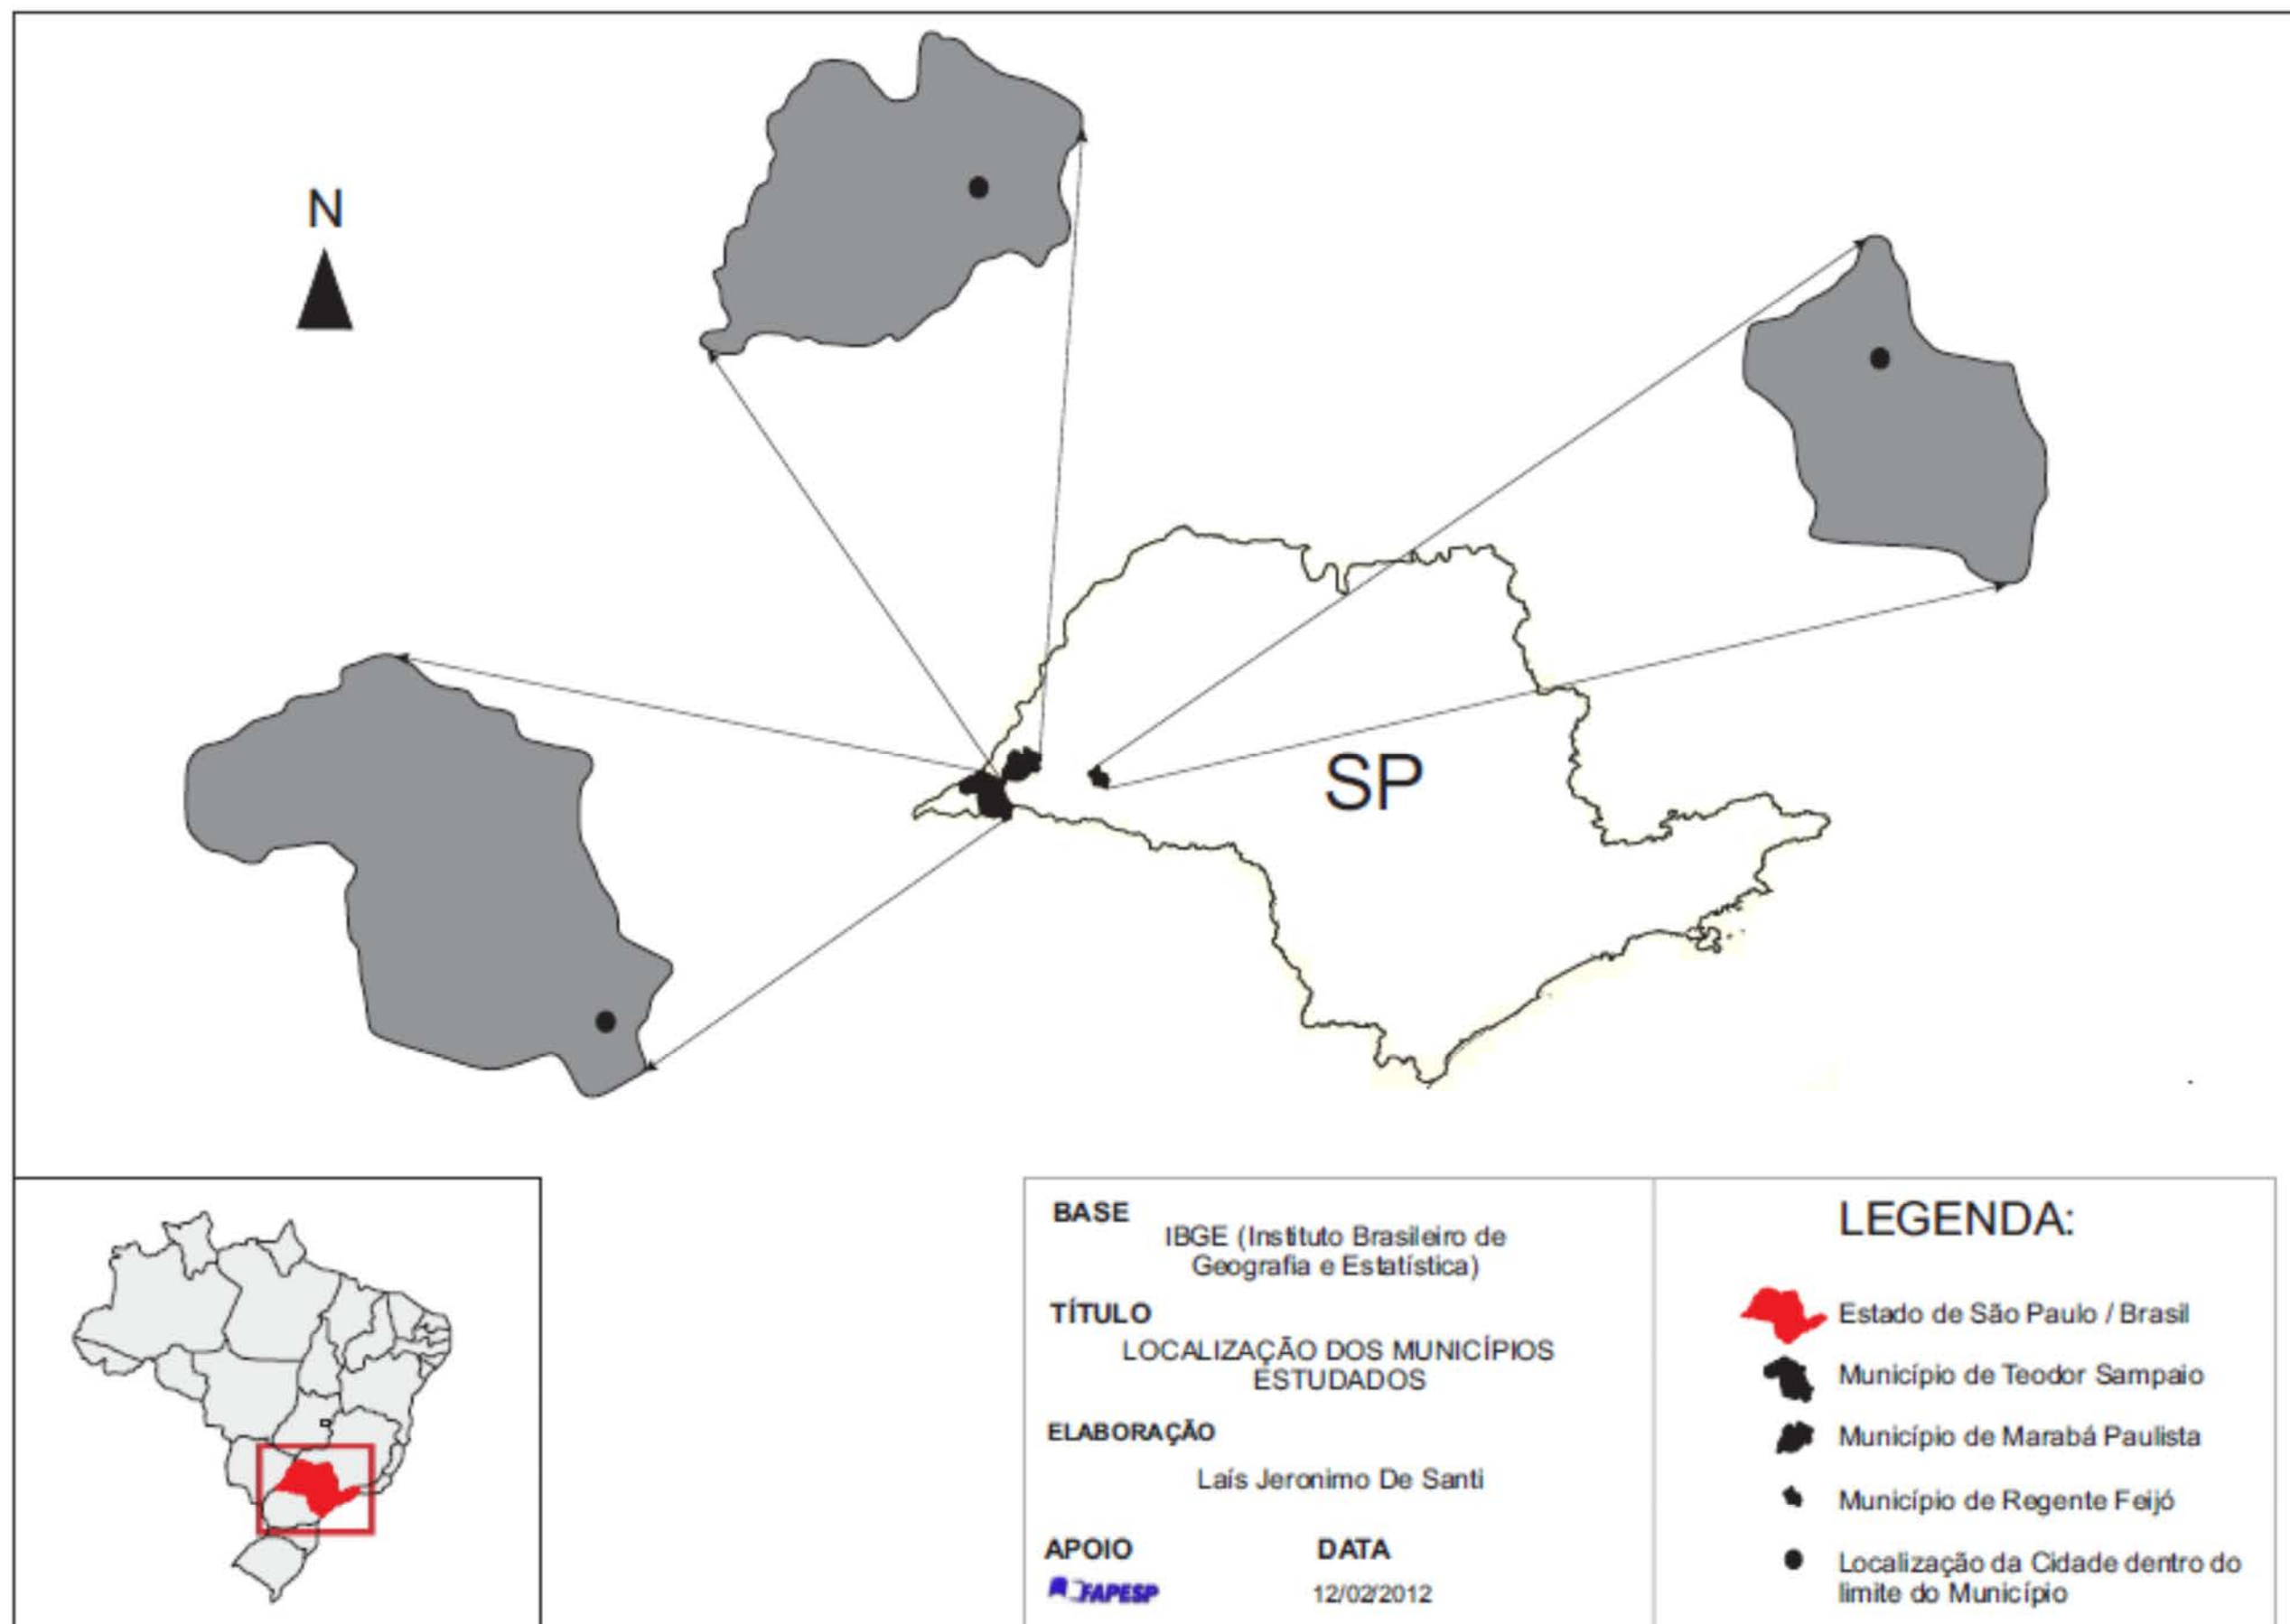 N
SP
BASE
IBGE (Instituto Brasileiro de
Geografia e Estatística)
TÍTULO
LOCALIZAÇÃO DOS MUNICÍPIOS
ESTUDADOS
ELABORAÇÃO
Laís Jeronimo De Santi
APOIO
FAPESP
DATA
12/02/2012
LEGENDA:
Estado de São Paulo / Brasil
Município de Teodor Sampaio
Município de Marabá Paulista
Município de Regente Feijó
Localização da Cidade dentro do
limite do Município